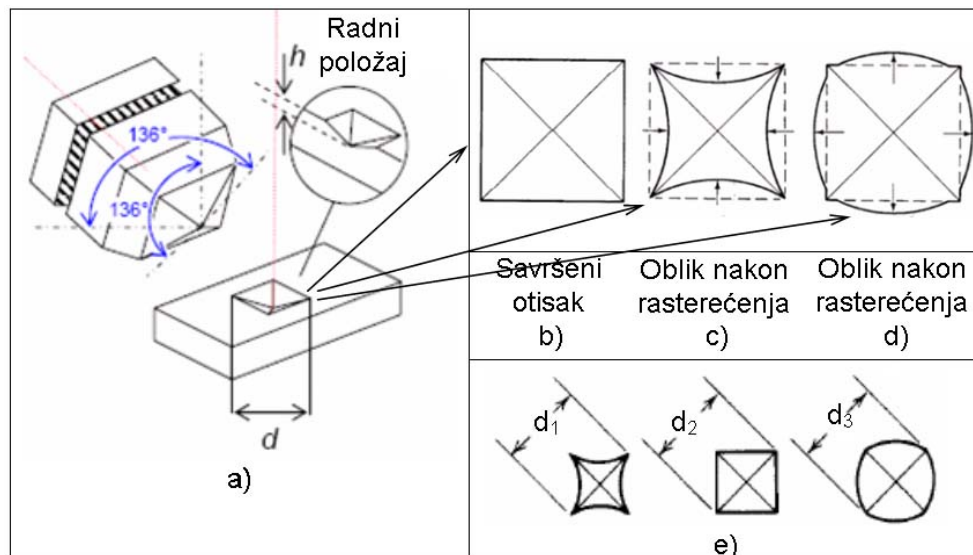 Radni
položaj
h
136°
136°
d
a)
Savršeni
otisak
b)
Oblik nakon
rasterećenja
c)
Oblik nakon
rasterećenja
d)
d₁
d₂
d₃
e)